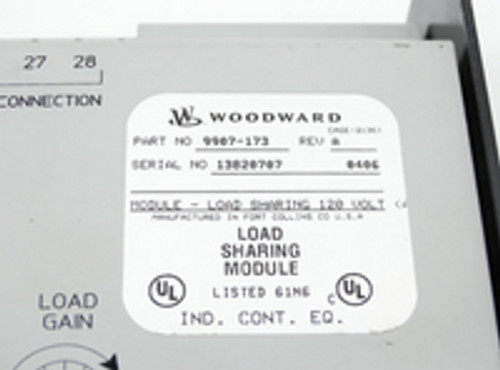 27 28
CONNECTION
WOODWARD
PART NO 9907-173 REV A
SERIAL NO 13820707 0406
MODULE - LOAD SHARING 120 VOLT
MANUFACTURED IN FORT COLLINS CO U.S.A
LOAD
SHARING
MODULE
UL LISTED 61M6 C UL
IND. CONT. EQ.
LOAD
GAIN